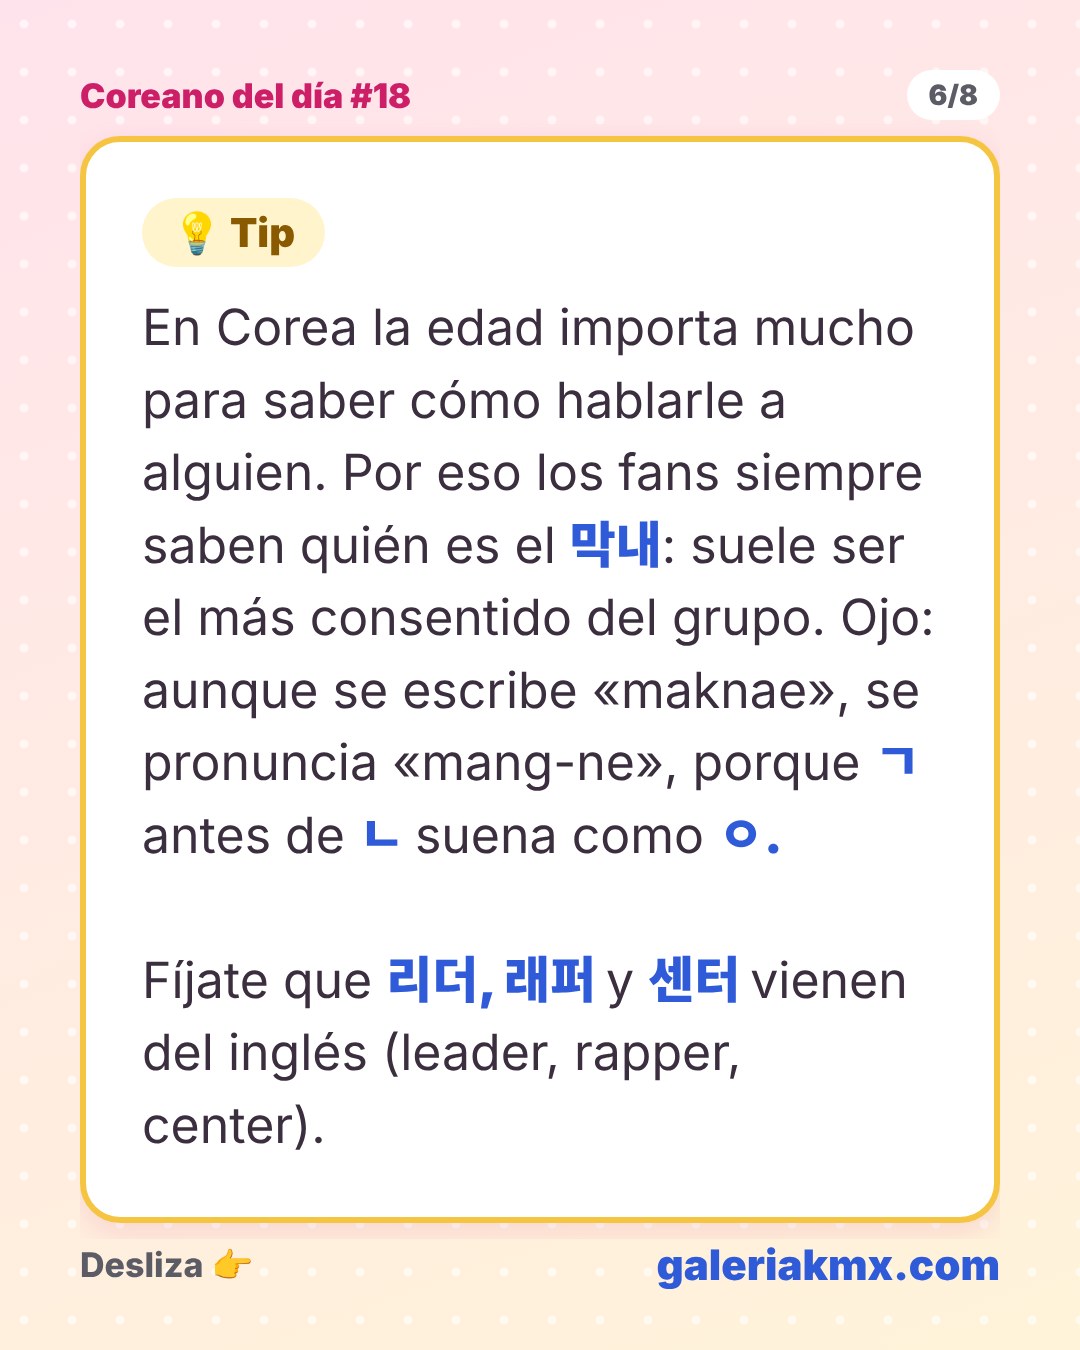 Coreano del día #18
6/8
💡 Tip
En Corea la edad importa mucho
para saber cómo hablarle a
alguien. Por eso los fans siempre
saben quién es el 막내: suele ser
el más consentido del grupo. Ojo:
aunque se escribe «maknae», se
pronuncia «mang-ne», porque ㄱ
antes de ㄴ suena como ㅇ.
Fíjate que 리더, 래퍼 y 센터 vienen
del inglés (leader, rapper,
center).
Desliza 👉
galeriakmx.com